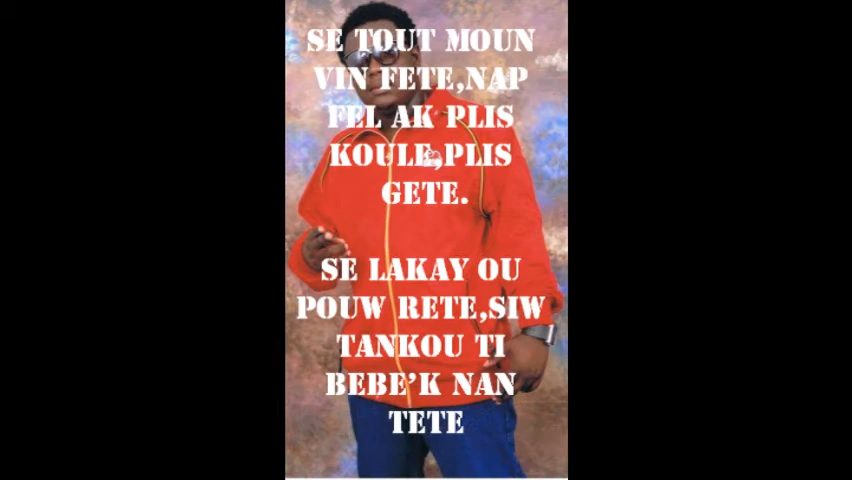 SE TOUT MOUN
VIN FETE,NAP
FEL AK PLIS
KOULE,PLIS
GETE.
SE LAKAY OU
POUW RETE,SIW
TANKOU TI
BEBE'K NAN
TETE